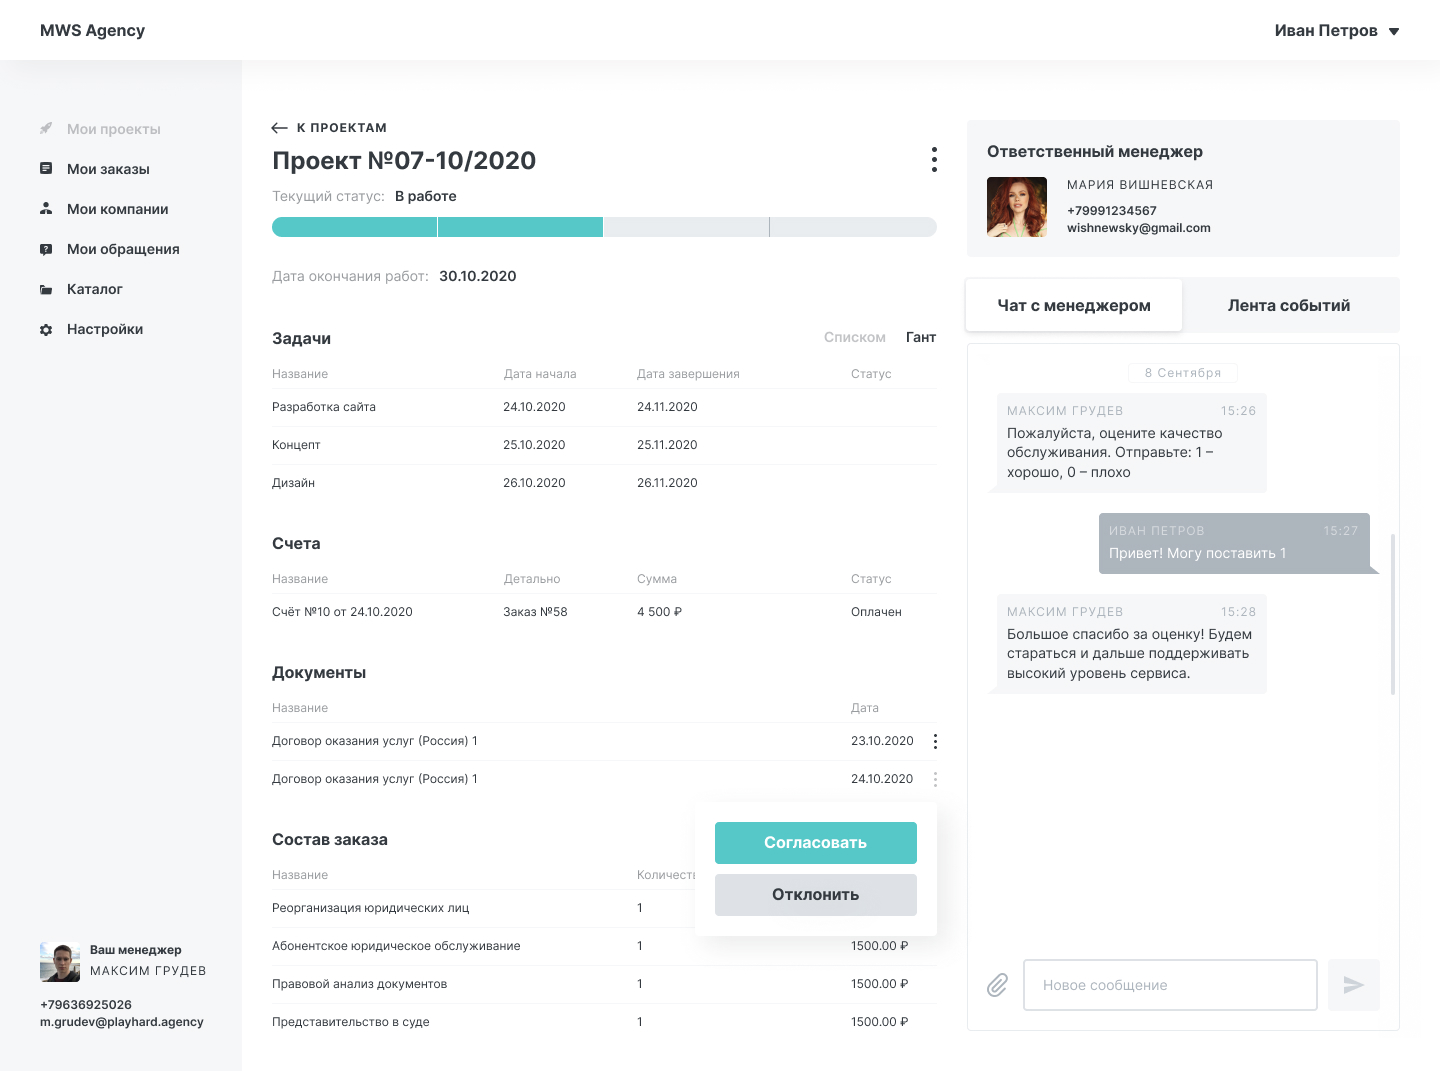 MWS Agency
Иван Петров
Мои проекты
Мои заказы
Мои компании
Мои обращения
Каталог
Настройки
Ваш менеджер
МАКСИМ ГРУДЕВ
+79636925026
m.grudev@playhard.agency
К ПРОЕКТАМ
Проект №07-10/2020
Текущий статус: В работе
Дата окончания работ: 30.10.2020
Задачи Списком Гант
Название Дата начала Дата завершения Статус
Разработка сайта 24.10.2020 24.11.2020
Концепт 25.10.2020 25.11.2020
Дизайн 26.10.2020 26.11.2020
Счета
Название Детально Сумма Статус
Счёт №10 от 24.10.2020 Заказ №58 4 500 ₽ Оплачен
Документы
Название Дата
Договор оказания услуг (Россия) 1 23.10.2020
Договор оказания услуг (Россия) 1 24.10.2020
Согласовать
Отклонить
Состав заказа
Название Количеств
Реорганизация юридических лиц 1
Абонентское юридическое обслуживание 1 1500.00 ₽
Правовой анализ документов 1 1500.00 ₽
Представительство в суде 1 1500.00 ₽
Ответственный менеджер
МАРИЯ ВИШНЕВСКАЯ
+79991234567
wishnewsky@gmail.com
Чат с менеджером Лента событий
8 Сентября
МАКСИМ ГРУДЕВ 15:26
Пожалуйста, оцените качество
обслуживания. Отправьте: 1 –
хорошо, 0 – плохо
ИВАН ПЕТРОВ 15:27
Привет! Могу поставить 1
МАКСИМ ГРУДЕВ 15:28
Большое спасибо за оценку! Будем
стараться и дальше поддерживать
высокий уровень сервиса.
Новое сообщение